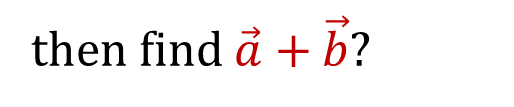 then find \(\vec{a} + \vec{b}\)?